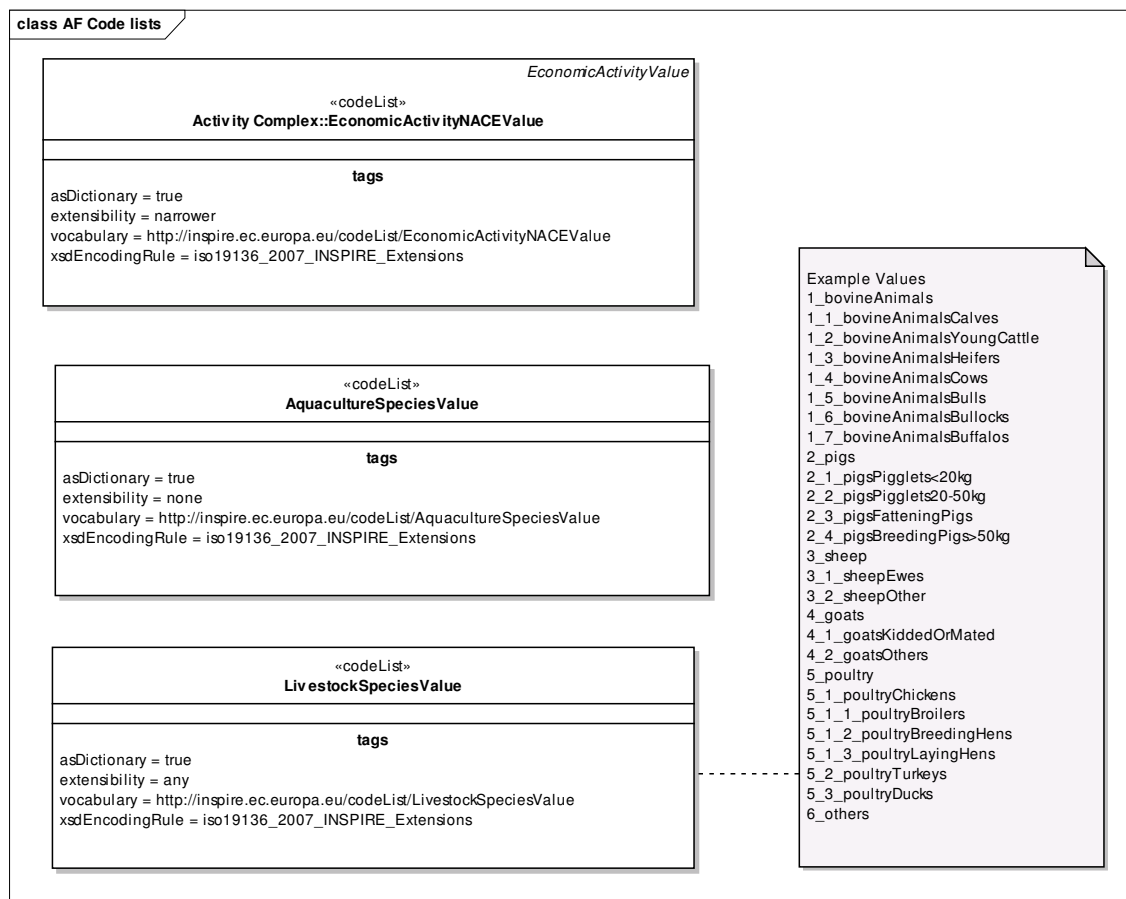 class AF Code lists
EconomicActivityValue
«codeList»
Activity Complex::EconomicActivityNACEValue
tags
asDictionary = true
extensibility = narrower
vocabulary = http://inspire.ec.europa.eu/codeList/EconomicActivityNACEValue
xsdEncodingRule = iso19136_2007_INSPIRE_Extensions
«codeList»
AquacultureSpeciesValue
tags
asDictionary = true
extensibility = none
vocabulary = http://inspire.ec.europa.eu/codeList/AquacultureSpeciesValue
xsdEncodingRule = iso19136_2007_INSPIRE_Extensions
«codeList»
LivestockSpeciesValue
tags
asDictionary = true
extensibility = any
vocabulary = http://inspire.ec.europa.eu/codeList/LivestockSpeciesValue
xsdEncodingRule = iso19136_2007_INSPIRE_Extensions
Example Values
1_bovineAnimals
1_1_bovineAnimalsCalves
1_2_bovineAnimalsYoungCattle
1_3_bovineAnimalsHeifers
1_4_bovineAnimalsCows
1_5_bovineAnimalsBulls
1_6_bovineAnimalsBullocks
1_7_bovineAnimalsBuffalos
2_pigs
2_1_pigsPigglets<20kg
2_2_pigsPigglets20-50kg
2_3_pigsFatteningPigs
2_4_pigsBreedingPigs>50kg
3_sheep
3_1_sheepEwes
3_2_sheepOther
4_goats
4_1_goatsKiddedOrMated
4_2_goatsOthers
5_poultry
5_1_poultryChickens
5_1_1_poultryBroilers
5_1_2_poultryBreedingHens
5_1_3_poultryLayingHens
5_2_poultryTurkeys
5_3_poultryDucks
6_others